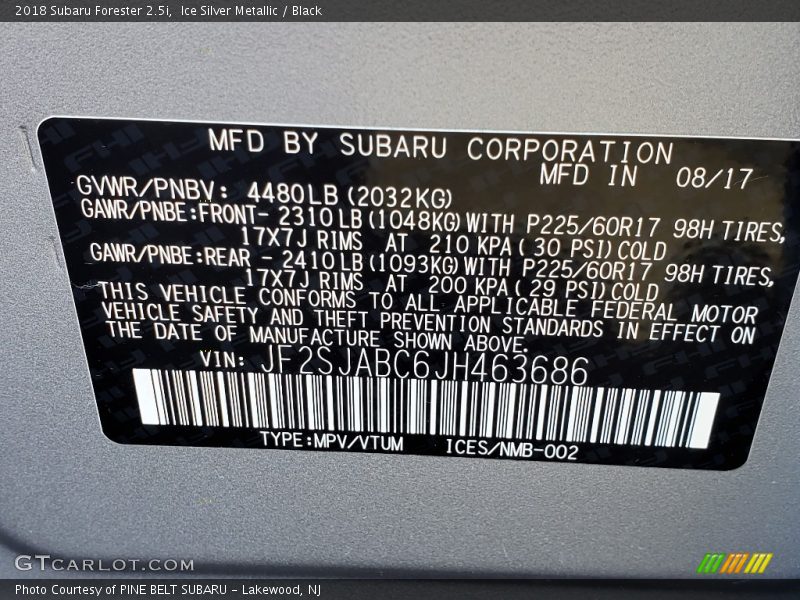 2018 Subaru Forester 2.5i,  Ice Silver Metallic / Black
MFD BY SUBARU CORPORATION
MFD IN 08/17
GVWR/PNBV: 4480LB(2032KG)
GAWR/PNBE:FRONT- 2310LB(1048KG)WITH P225/60R17 98H TIRES,
17X7J RIMS AT 210 KPA( 30 PSI)COLD
GAWR/PNBE:REAR - 2410LB(1093KG)WITH P225/60R17 98H TIRES,
17X7J RIMS AT 200 KPA( 29 PSI)COLD
THIS VEHICLE CONFORMS TO ALL APPLICABLE FEDERAL MOTOR
VEHICLE SAFETY AND THEFT PREVENTION STANDARDS IN EFFECT ON
THE DATE OF MANUFACTURE SHOWN ABOVE.
VIN: JF2SJABC6JH463686
TYPE:MPV/VTUM ICES/NMB-002
GTCARLOT.COM
Photo Courtesy of PINE BELT SUBARU - Lakewood, NJ